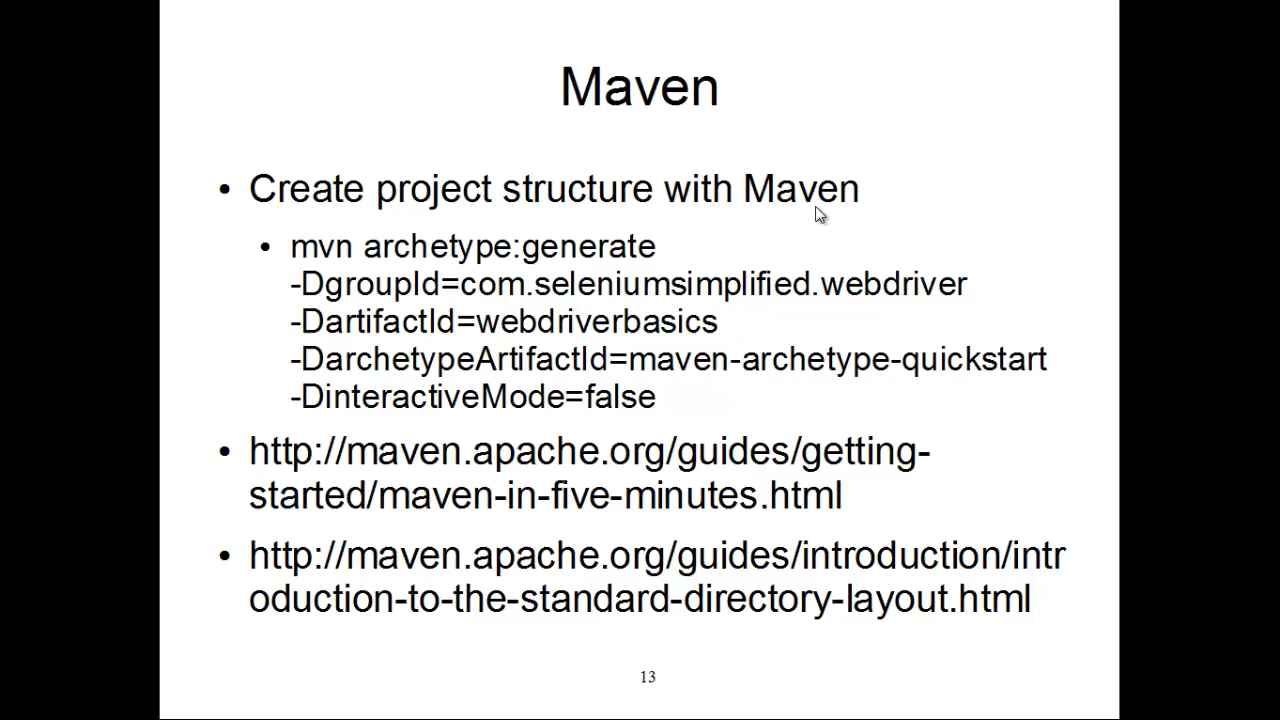 Maven
• Create project structure with Maven
• mvn archetype:generate
-DgroupId=com.seleniumsimplified.webdriver
-DartifactId=webdriverbasics
-DarchetypeArtifactId=maven-archetype-quickstart
-DinteractiveMode=false
• http://maven.apache.org/guides/getting-
started/maven-in-five-minutes.html
• http://maven.apache.org/guides/introduction/intr
oduction-to-the-standard-directory-layout.html
13